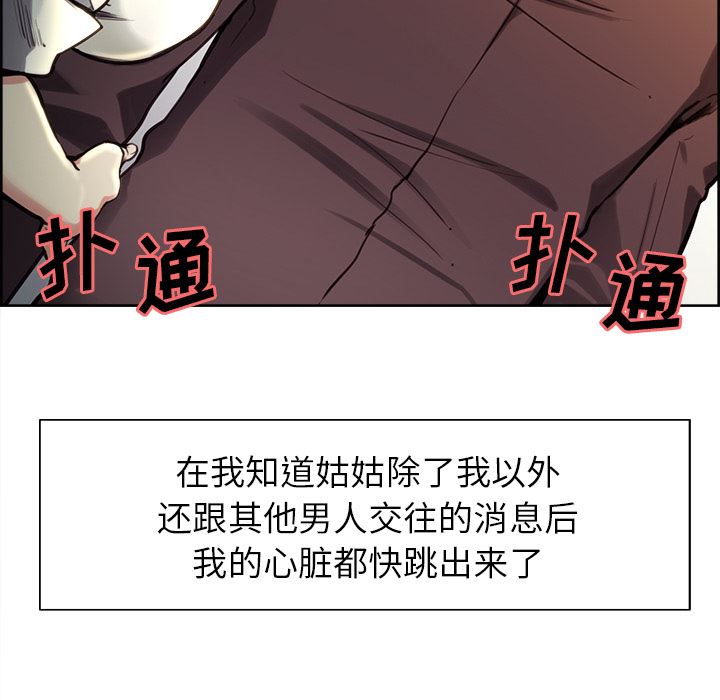 扑通
扑通
在我知道姑姑除了我以外
还跟其他男人交往的消息后
我的心脏都快跳出来了